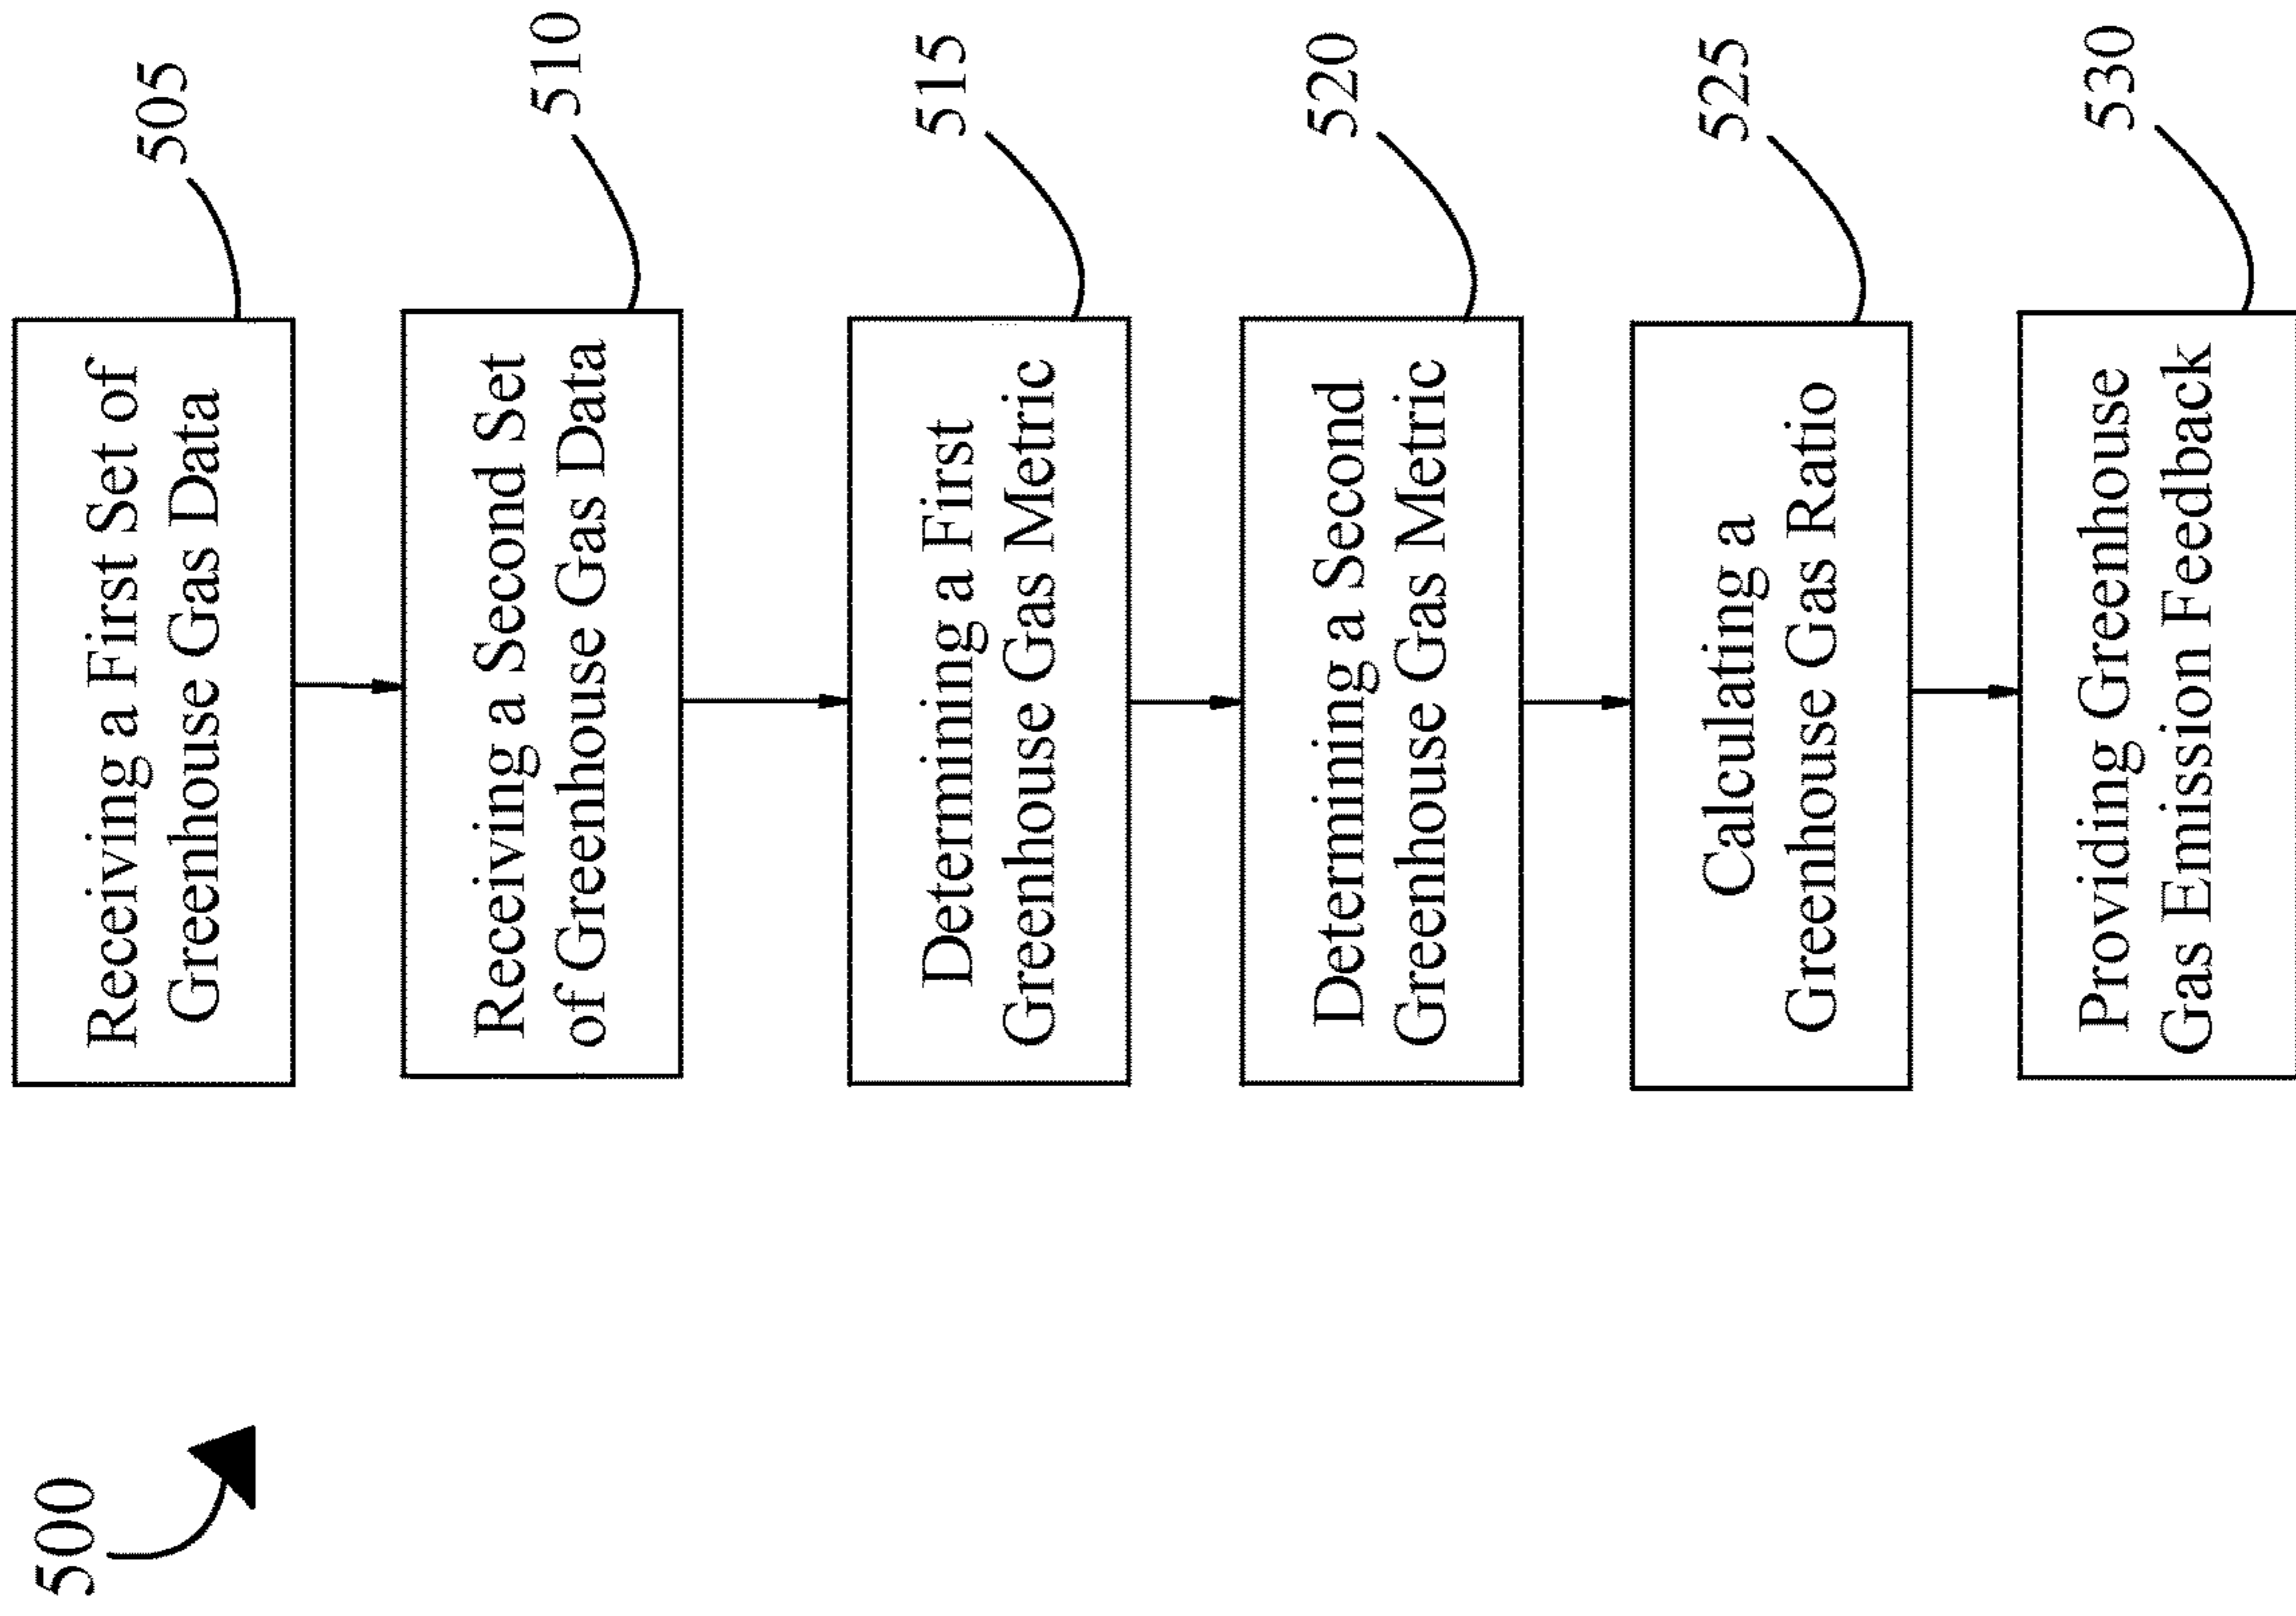 500
Receiving a First Set of
Greenhouse Gas Data
505
Receiving a Second Set
of Greenhouse Gas Data
510
Determining a First
Greenhouse Gas Metric
515
Determining a Second
Greenhouse Gas Metric
520
Calculating a
Greenhouse Gas Ratio
525
Providing Greenhouse
Gas Emission Feedback
530